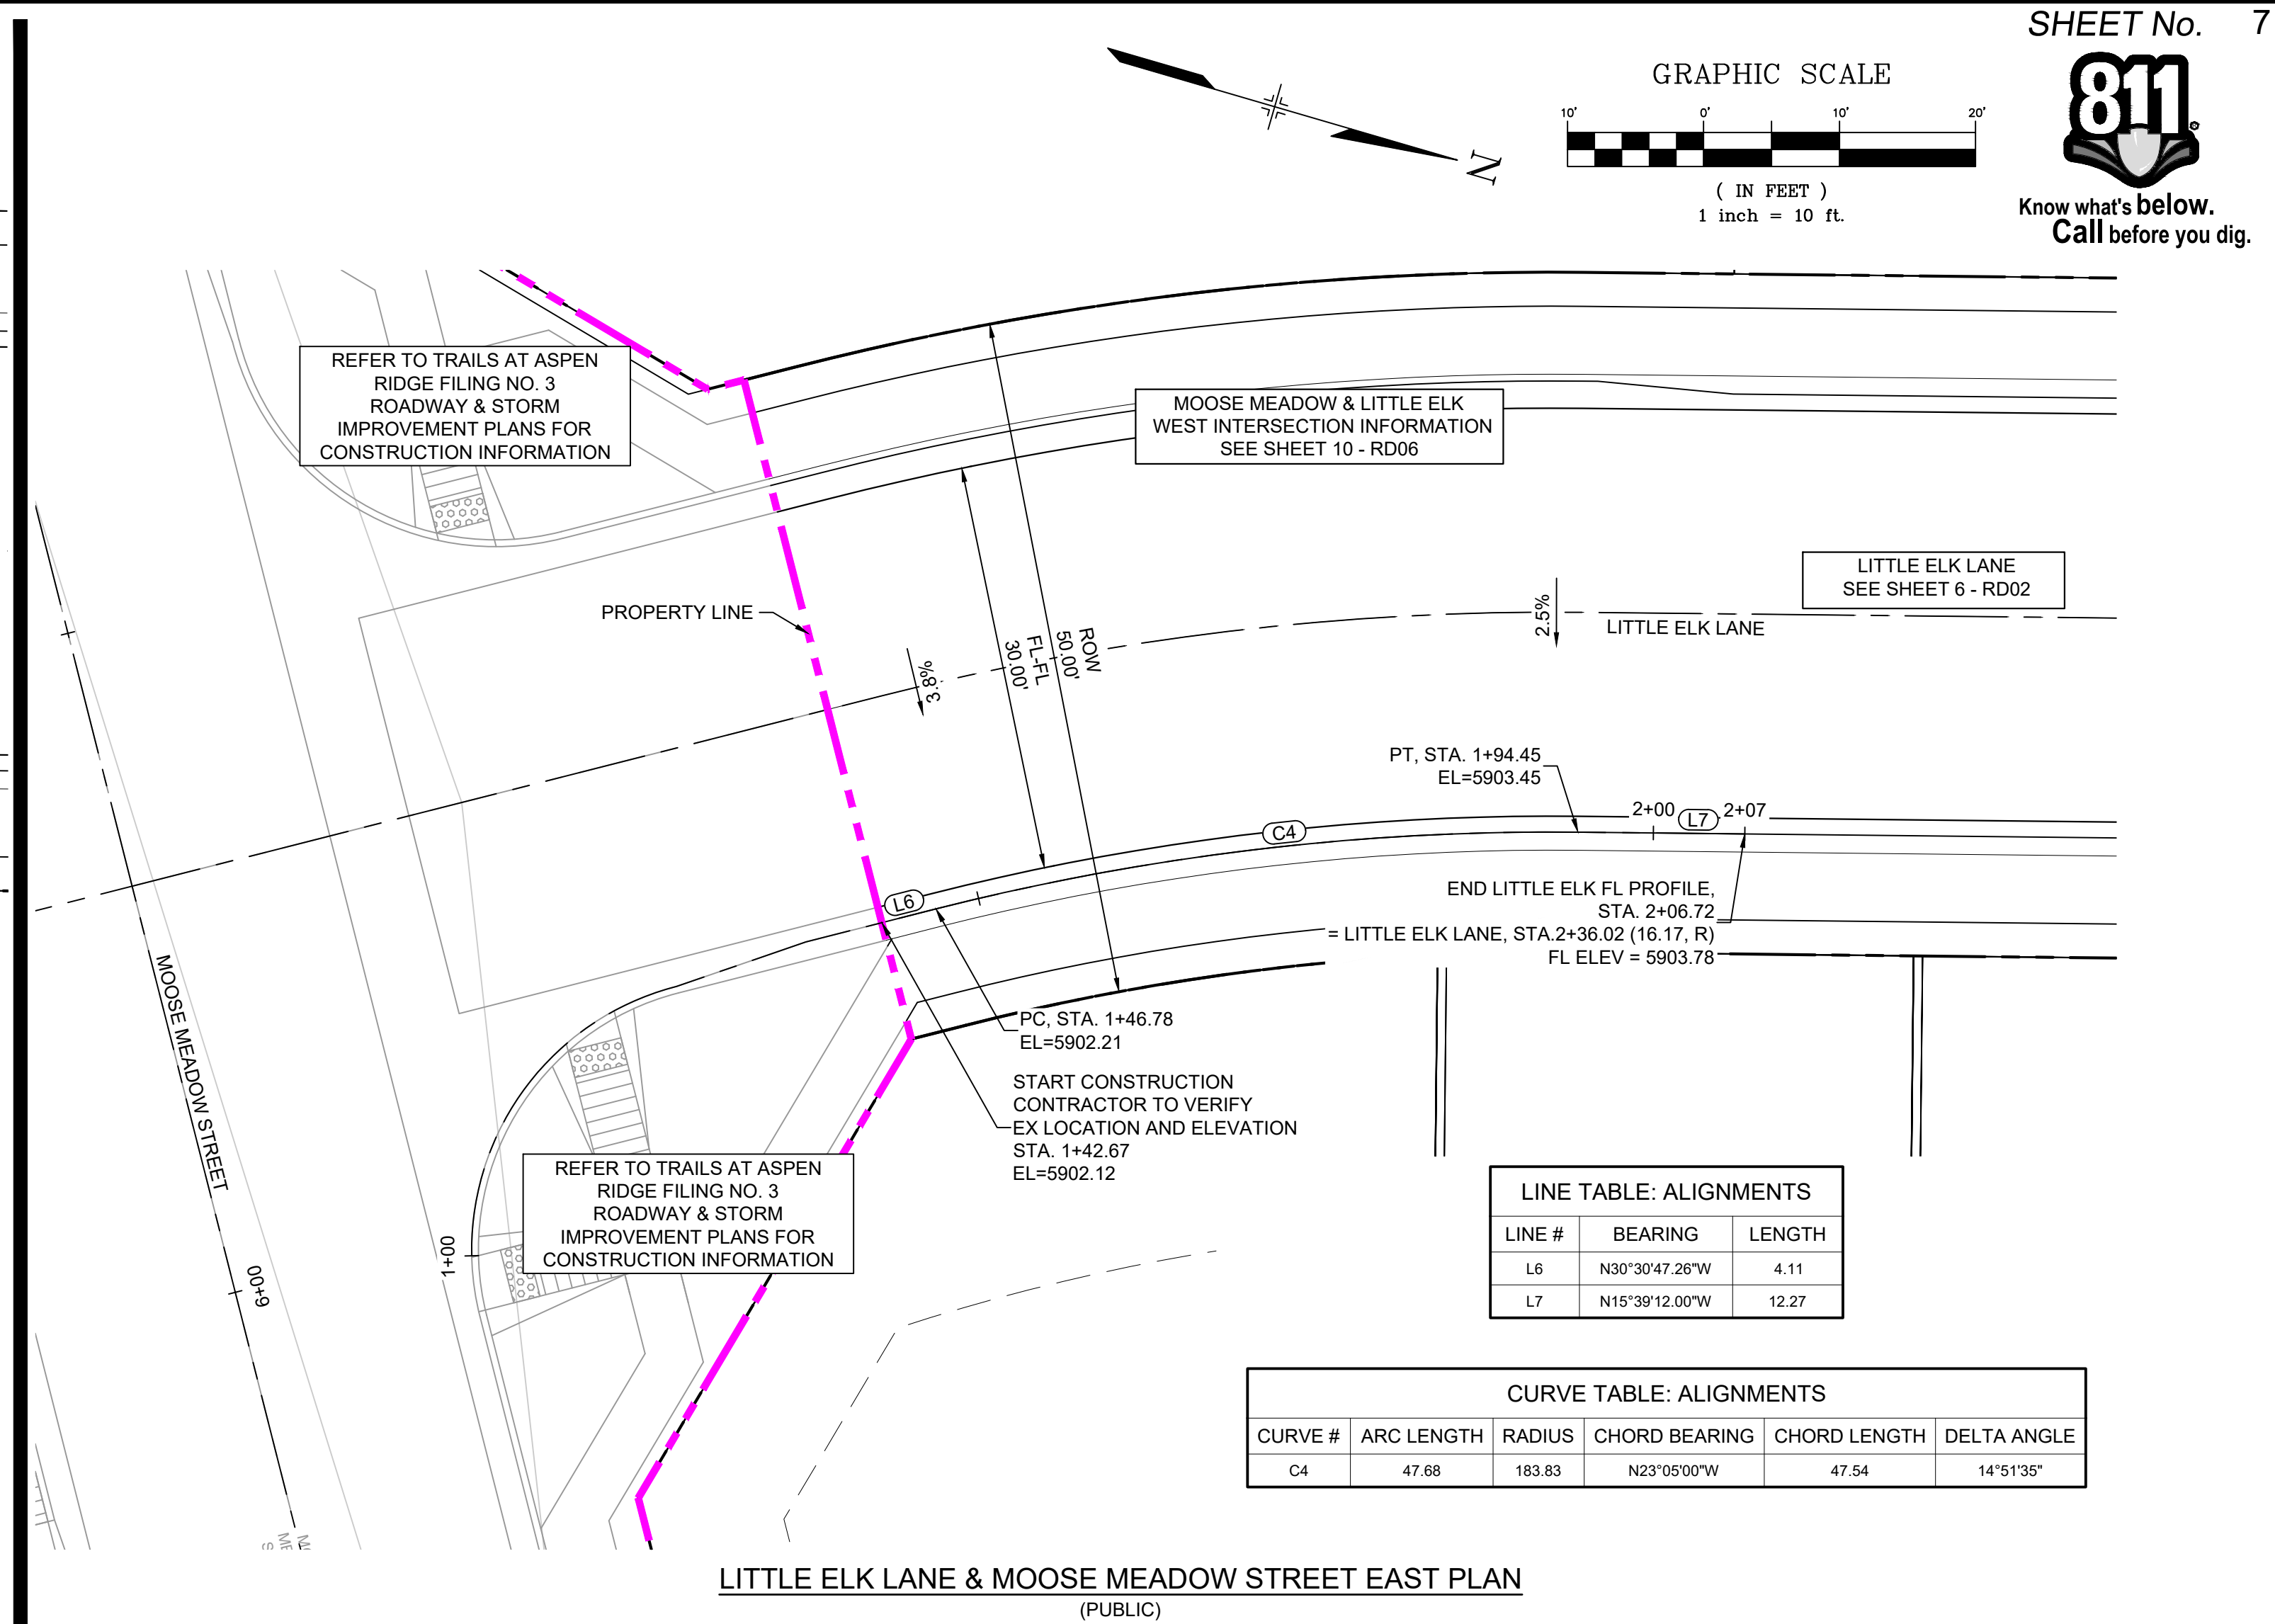 SHEET No. 7
811
Know what's below.
Call before you dig.
GRAPHIC SCALE
10' 0' 10' 20'
( IN FEET )
1 inch = 10 ft.
N
REFER TO TRAILS AT ASPEN
RIDGE FILING NO. 3
ROADWAY & STORM
IMPROVEMENT PLANS FOR
CONSTRUCTION INFORMATION
MOOSE MEADOW & LITTLE ELK
WEST INTERSECTION INFORMATION
SEE SHEET 10 - RD06
LITTLE ELK LANE
SEE SHEET 6 - RD02
PROPERTY LINE
3.8%
FL-FL
30.00'
ROW
50.00'
2.5%
LITTLE ELK LANE
PT, STA. 1+94.45
EL=5903.45
C4
2+00
L7
2+07
L6
END LITTLE ELK FL PROFILE,
STA. 2+06.72
= LITTLE ELK LANE, STA.2+36.02 (16.17, R)
FL ELEV = 5903.78
PC, STA. 1+46.78
EL=5902.21
START CONSTRUCTION
CONTRACTOR TO VERIFY
EX LOCATION AND ELEVATION
STA. 1+42.67
EL=5902.12
MOOSE MEADOW STREET
REFER TO TRAILS AT ASPEN
RIDGE FILING NO. 3
ROADWAY & STORM
IMPROVEMENT PLANS FOR
CONSTRUCTION INFORMATION
1+00
6+00
LINE TABLE: ALIGNMENTS
LINE # BEARING LENGTH
L6 N30°30'47.26"W 4.11
L7 N15°39'12.00"W 12.27
CURVE TABLE: ALIGNMENTS
CURVE # ARC LENGTH RADIUS CHORD BEARING CHORD LENGTH DELTA ANGLE
C4 47.68 183.83 N23°05'00"W 47.54 14°51'35"
LITTLE ELK LANE & MOOSE MEADOW STREET EAST PLAN
(PUBLIC)